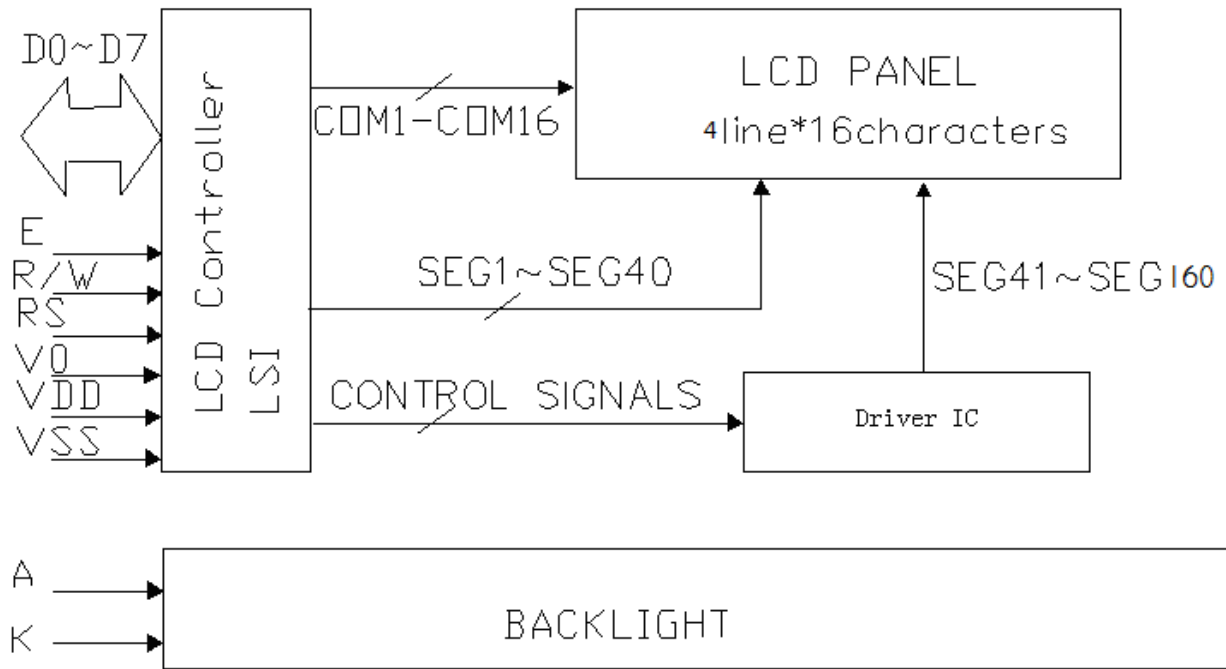 D0~D7
E
R/W
RS
V0
VDD
VSS
LCD Controller
LSI
COM1-COM16
LCD PANEL
4line*16characters
SEG1~SEG40
SEG41~SEG160
CONTROL SIGNALS
Driver IC
A
K
BACKLIGHT